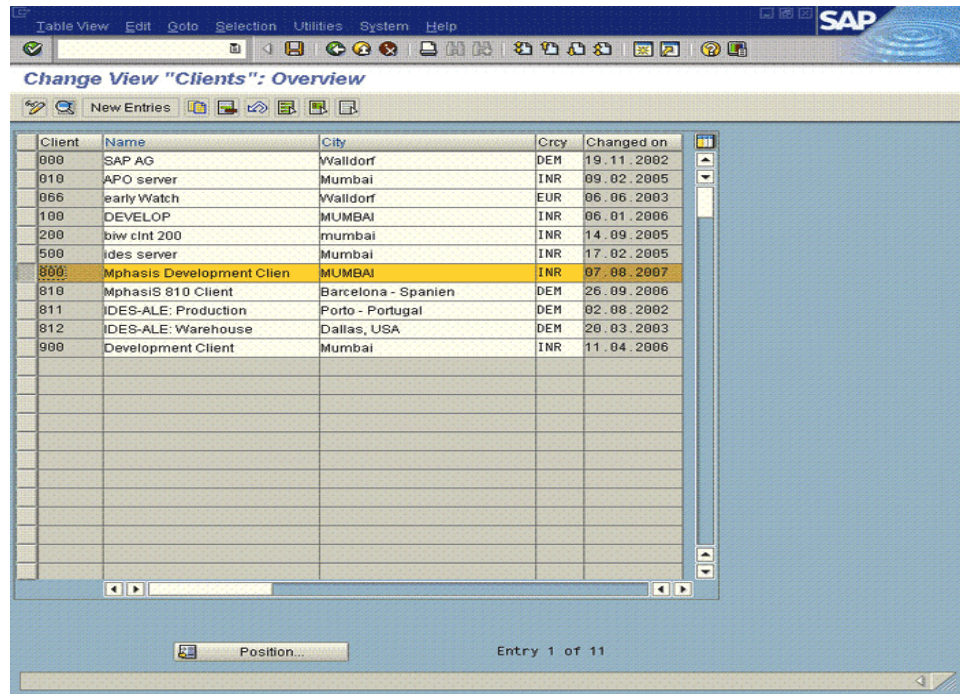 Table View Edit Goto Selection Utilities System Help
SAP
Change View "Clients": Overview
New Entries
Client Name City Crcy Changed on
000 SAP AG Walldorf DEM 19.11.2002
010 APO server Mumbai INR 09.02.2005
066 early Watch Walldorf EUR 06.06.2003
100 DEVELOP MUMBAI INR 06.01.2006
200 biw clnt 200 mumbai INR 14.09.2005
500 ides server Mumbai INR 17.02.2005
800 Mphasis Development Clien MUMBAI INR 07.08.2007
810 MphasiS 810 Client Barcelona - Spanien DEM 26.09.2006
811 IDES-ALE: Production Porto - Portugal DEM 02.08.2002
812 IDES-ALE: Warehouse Dallas, USA DEM 20.03.2003
900 Development Client Mumbai INR 11.04.2006
Position... Entry 1 of 11